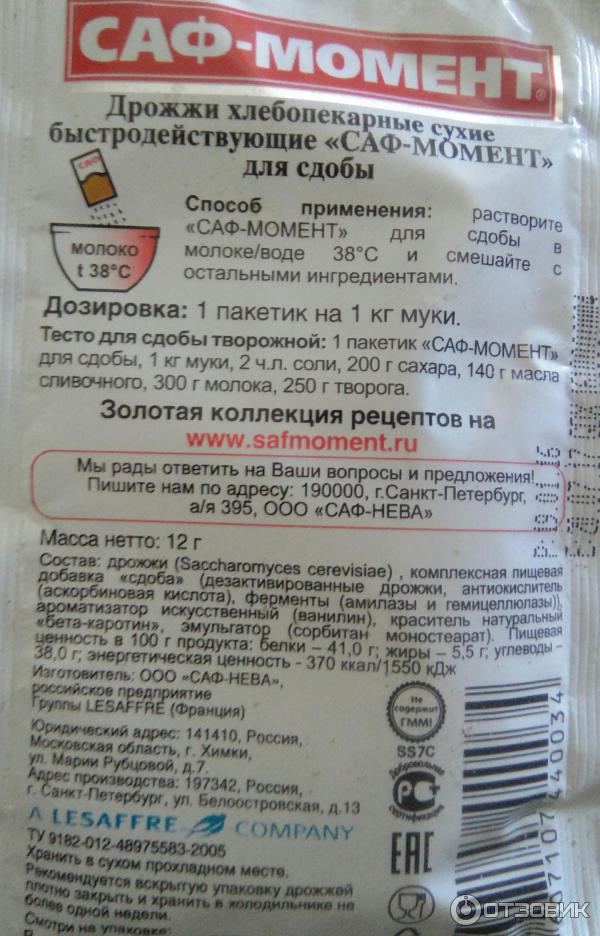 САФ-МОМЕНТ®
Дрожжи хлебопекарные сухие
быстродействующие «САФ-МОМЕНТ»
для сдобы
САФ
МОЛОКО
t 38°C
Способ применения: растворите
«САФ-МОМЕНТ» для сдобы в
молоке/воде 38°С и смешайте с
остальными ингредиентами.
Дозировка: 1 пакетик на 1 кг муки.
Тесто для сдобы творожной: 1 пакетик «САФ-МОМЕНТ»
для сдобы, 1 кг муки, 2 ч.л. соли, 200 г сахара, 140 г масла
сливочного, 300 г молока, 250 г творога.
Золотая коллекция рецептов на
www.safmoment.ru
Мы рады ответить на Ваши вопросы и предложения!
Пишите нам по адресу: 190000, г.Санкт-Петербург,
а/я 395, ООО «САФ-НЕВА»
Масса нетто: 12 г
Состав: дрожжи (Saccharomyces cerevisiae) , комплексная пищевая
добавка «сдоба» (дезактивированные дрожжи, антиокислитель
(аскорбиновая кислота), ферменты (амилазы и гемицеллюлазы)),
ароматизатор искусственный (ванилин), краситель натуральный
«бета-каротин», эмульгатор (сорбитан моностеарат). Пищевая
ценность в 100 г продукта: белки – 41,0 г; жиры – 5,5 г; углеводы –
38,0 г; энергетическая ценность - 370 ккал/1550 кДж
Изготовитель: ООО «САФ-НЕВА»,
российское предприятие
Группы LESAFFRE (Франция)
Юридический адрес: 141410, Россия,
Московская область, г. Химки,
ул. Марии Рубцовой, д.7.
Адрес производства: 197342, Россия,
г. Санкт-Петербург, ул. Белоостровская, д.13
A LESAFFRE COMPANY
ТУ 9182-012-48975583-2005
Хранить в сухом прохладном месте.
Рекомендуется вскрытую упаковку дрожжей
плотно закрыть и хранить в холодильнике не
более одной недели.
Смотри на упаковке:
Не содержит ГММ!
SS7C
Добровольная
сертификация
ЕАС
ОТЗОВИК